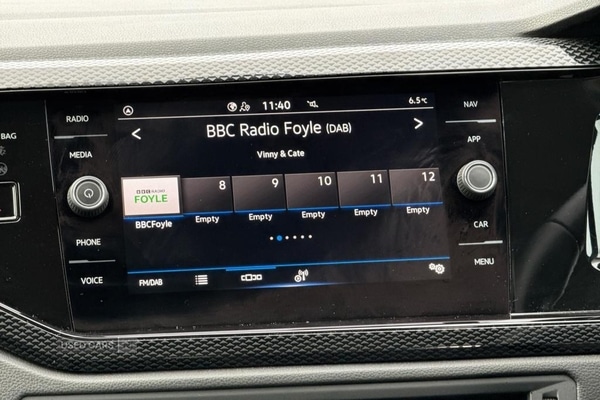 11:40
6.5°C
<
BBC Radio Foyle (DAB)
>
Vinny & Cate
BBC RADIO
FOYLE
8
9
10
11
12
BBCFoyle
Empty
Empty
Empty
Empty
Empty
FM/DAB
RADIO
MEDIA
PHONE
VOICE
NAV
APP
CAR
MENU
BAG
USED CARS